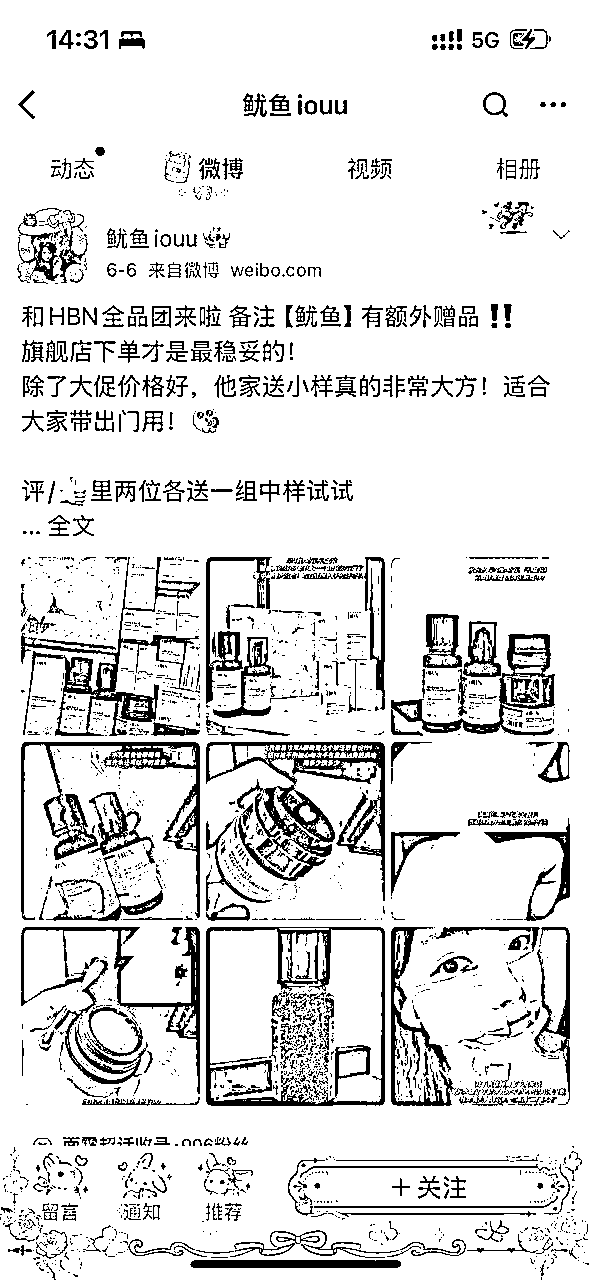 14:31
5G
鱿鱼iouu
动态
微博
视频
相册
鱿鱼iouu
6-6 来自微博 weibo.com
和HBN全品团来啦 备注【鱿鱼】有额外赠品 ‼️
旗舰店下单才是最稳妥的！
除了大促价格好，他家送小样真的非常大方！适合
大家带出门用！
评/ 里两位各送一组中样试试
... 全文
留言
通知
推荐
＋关注